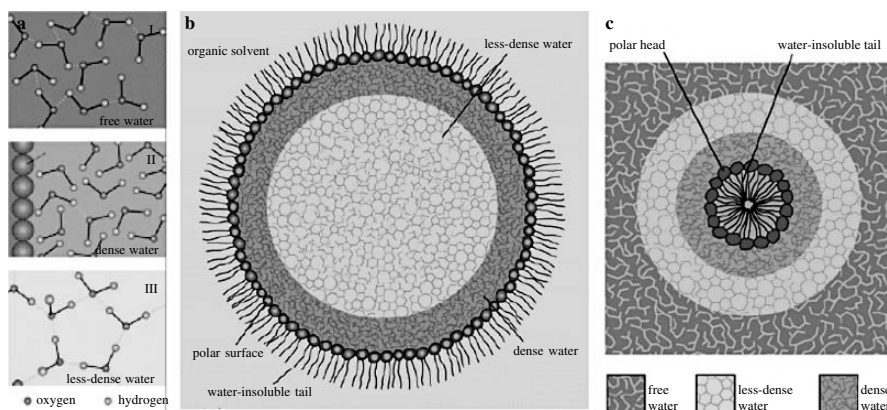 a
I
free water
II
dense water
III
less-dense water
oxygen
hydrogen
b
organic solvent
less-dense water
polar surface
dense water
water-insoluble tail
c
polar head
water-insoluble tail
free
water
less-dense
water
dense
water